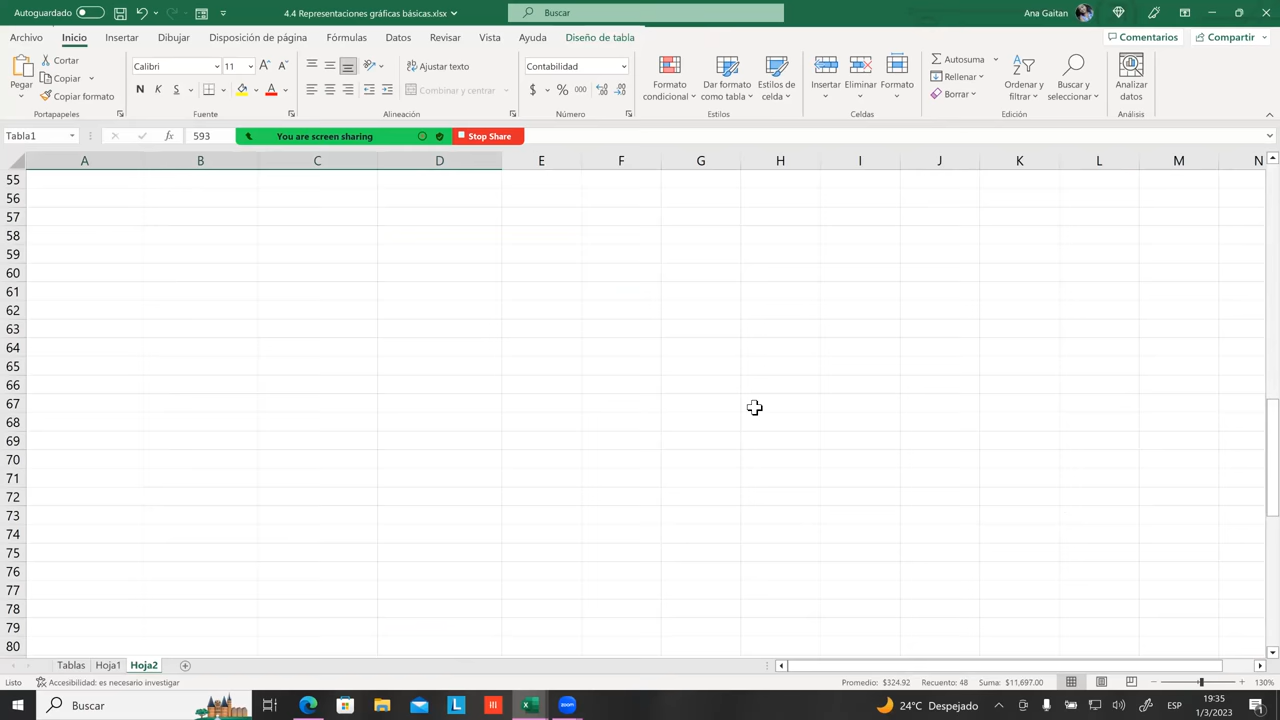 Autoguardado 4.4 Representaciones gráficas básicas.xlsx Buscar Ana Gaitan
Archivo Inicio Insertar Dibujar Disposición de página Fórmulas Datos Revisar Vista Ayuda Diseño de tabla Comentarios Compartir
Pegar
Cortar
Copiar
Copiar formato
Portapapeles
Calibri 11
N K S
Fuente
Ajustar texto
Combinar y centrar
Alineación
Contabilidad
$ % 000
Número
Formato condicional
Dar formato como tabla
Estilos de celda
Estilos
Insertar Eliminar Formato
Celdas
Autosuma
Rellenar
Borrar
Ordenar y filtrar
Buscar y seleccionar
Edición
Analizar datos
Análisis
Tabla1 593 You are screen sharing Stop Share
A B C D E F G H I J K L M N
55
56
57
58
59
60
61
62
63
64
65
66
67
68
69
70
71
72
73
74
75
76
77
78
79
80
Tablas Hoja1 Hoja2
Listo Accesibilidad: es necesario investigar Promedio: $324.92 Recuento: 48 Suma: $11,697.00 130%
Buscar 24°C Despejado ESP 19:35
1/3/2023